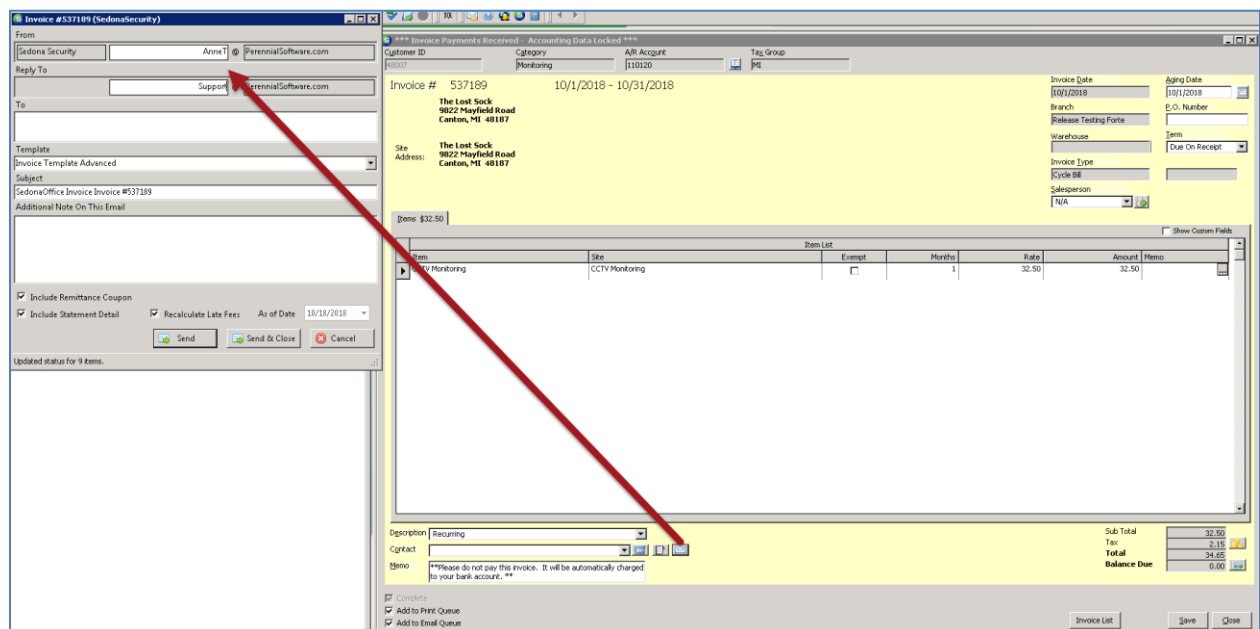 Invoice #537189 (SedonaSecurity)
From
Sedona Security AnneT @ PerennialSoftware.com
Reply To
Support @ PerennialSoftware.com
To
Template
Invoice Template Advanced
Subject
SedonaOffice Invoice Invoice #537189
Additional Note On This Email
Include Remittance Coupon
Include Statement Detail Recalculate Late Fees As of Date 10/18/2018
Send Send & Close Cancel
Updated status for 9 items.
SQL
*** Invoice Payments Received - Accounting Data Locked ***
Customer ID Category A/R Account Tax Group
48007 Monitoring 110120 MI
Invoice # 537189 10/1/2018 - 10/31/2018
The Lost Sock
9822 Mayfield Road
Canton, MI 48187
Site Address: The Lost Sock
9822 Mayfield Road
Canton, MI 48187
Invoice Date Aging Date
10/1/2018 10/1/2018
Branch P.O. Number
Release Testing Forte
Warehouse Term
Due On Receipt
Invoice Type
Cycle Bill
Salesperson
N/A
Items $32.50
Show Custom Fields
Item List
Item Site Exempt Months Rate Amount Memo
CCTV Monitoring CCTV Monitoring 1 32.50 32.50 ...
Description Recurring
Contact
Memo **Please do not pay this invoice. It will be automatically charged
to your bank account. **
Sub Total 32.50
Tax 2.15
Total 34.65
Balance Due 0.00
Complete
Add to Print Queue
Add to Email Queue
Invoice List Save Close